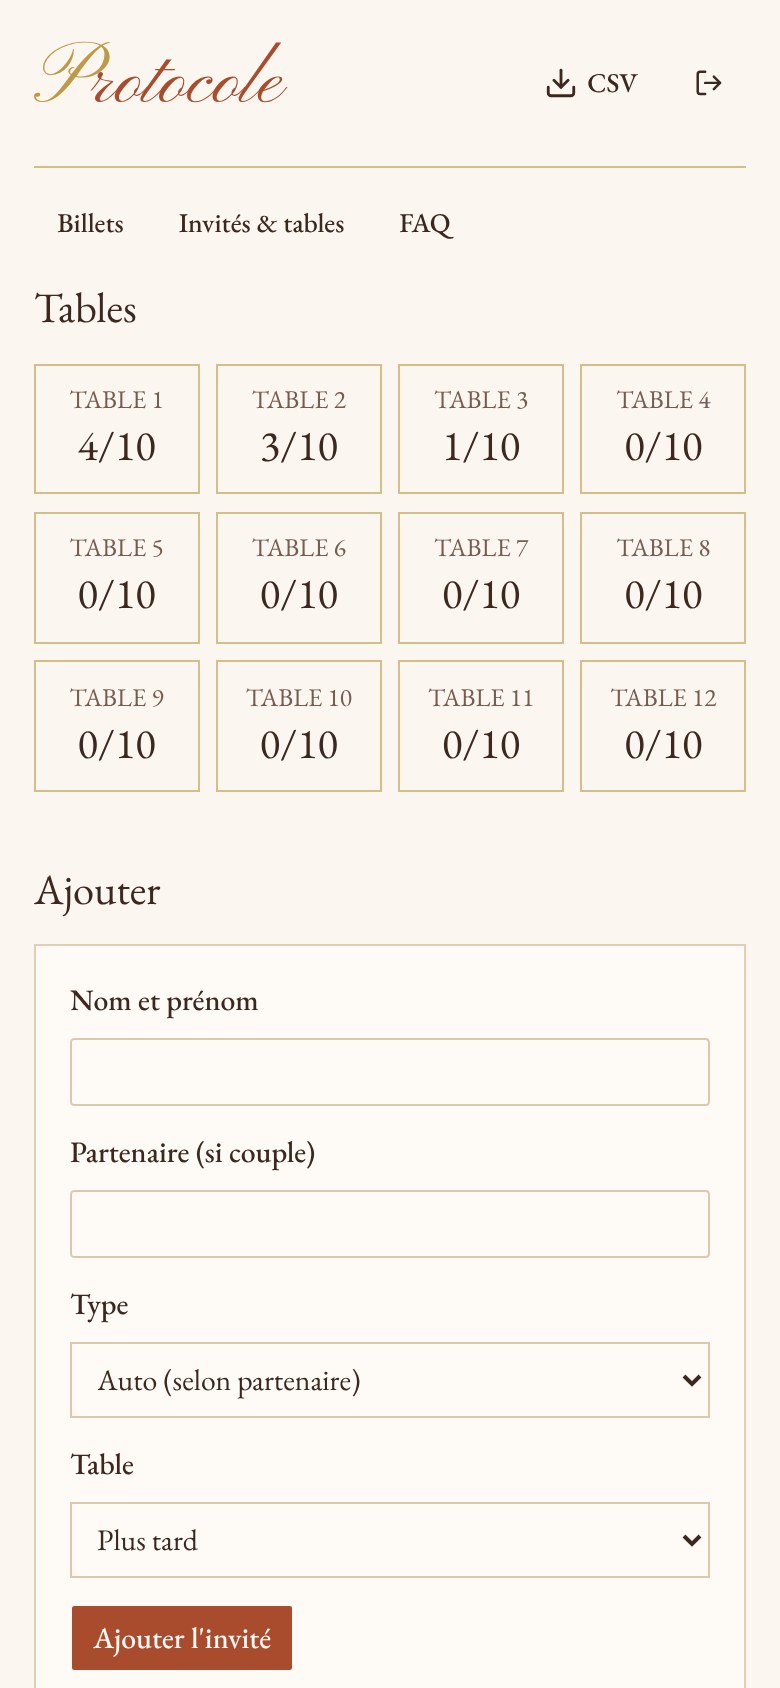 Protocole
CSV
Billets Invités & tables FAQ
Tables
TABLE 1 TABLE 2 TABLE 3 TABLE 4
4/10 3/10 1/10 0/10
TABLE 5 TABLE 6 TABLE 7 TABLE 8
0/10 0/10 0/10 0/10
TABLE 9 TABLE 10 TABLE 11 TABLE 12
0/10 0/10 0/10 0/10
Ajouter
Nom et prénom
Partenaire (si couple)
Type
Auto (selon partenaire)
Table
Plus tard
Ajouter l'invité